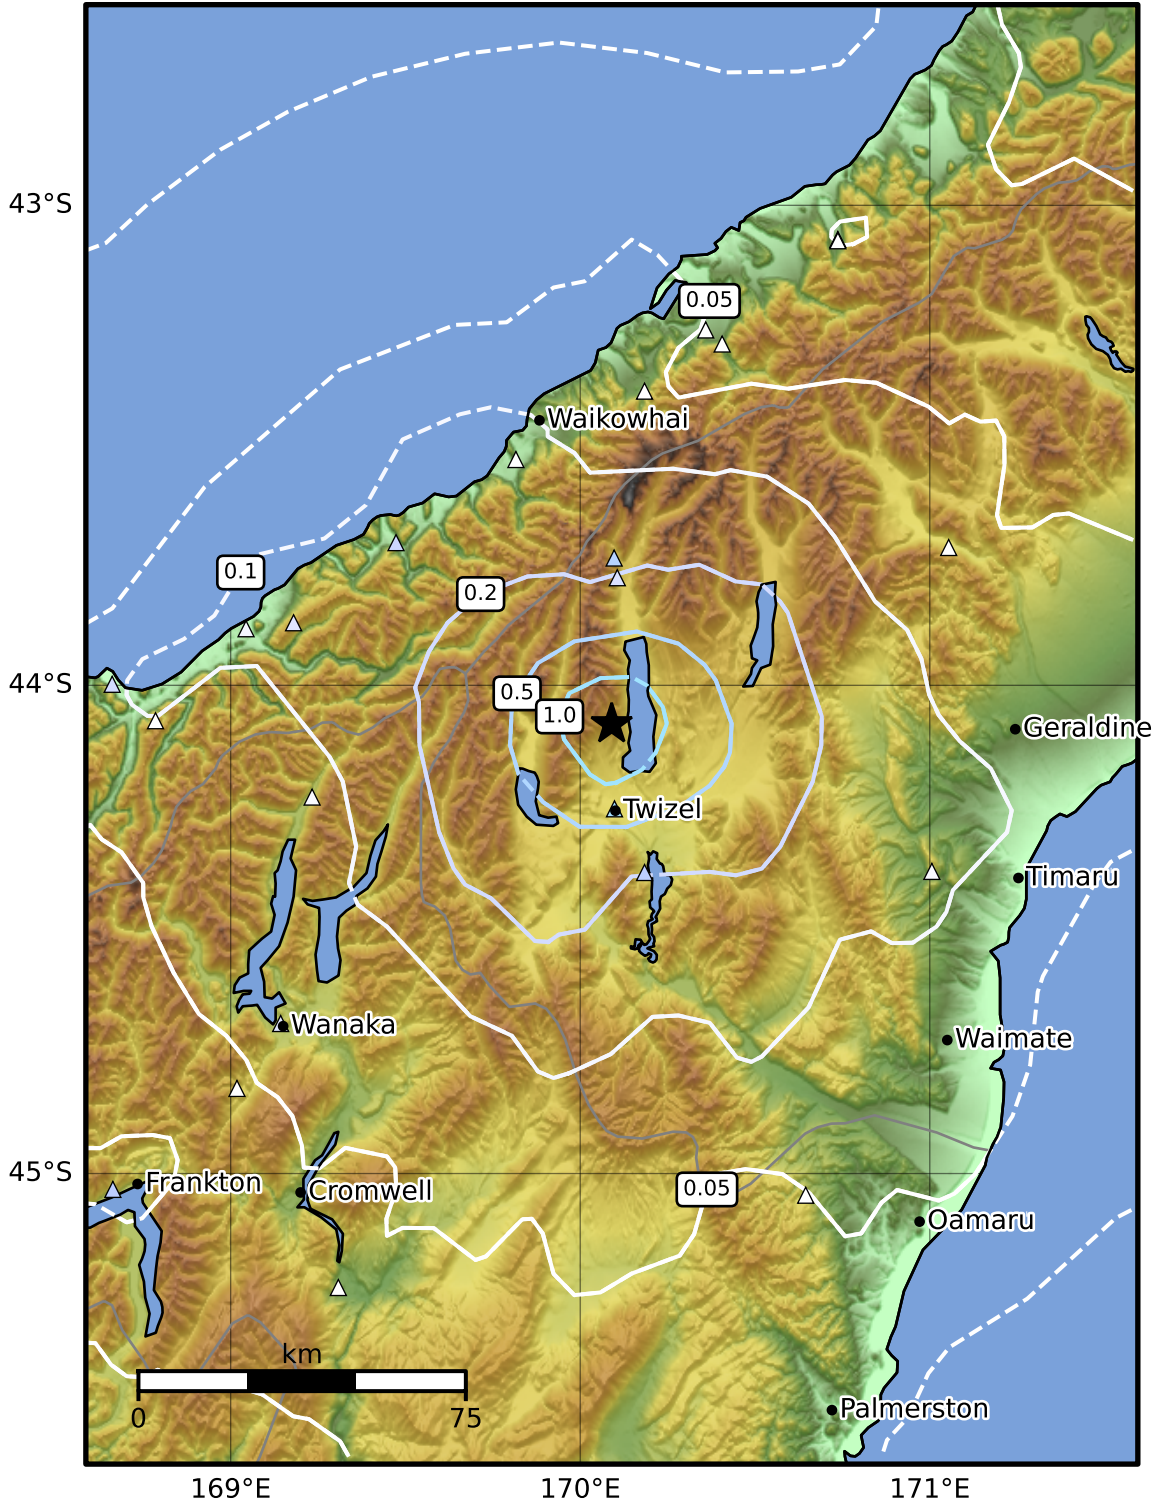 43°S
0.05
Waikowhai
0.1
0.2
44°S
0.5
1.0
Geraldine
Twizel
Timaru
Wanaka
Waimate
45°S
Frankton
Cromwell
0.05
Oamaru
km
0
75
Palmerston
169°E
170°E
171°E